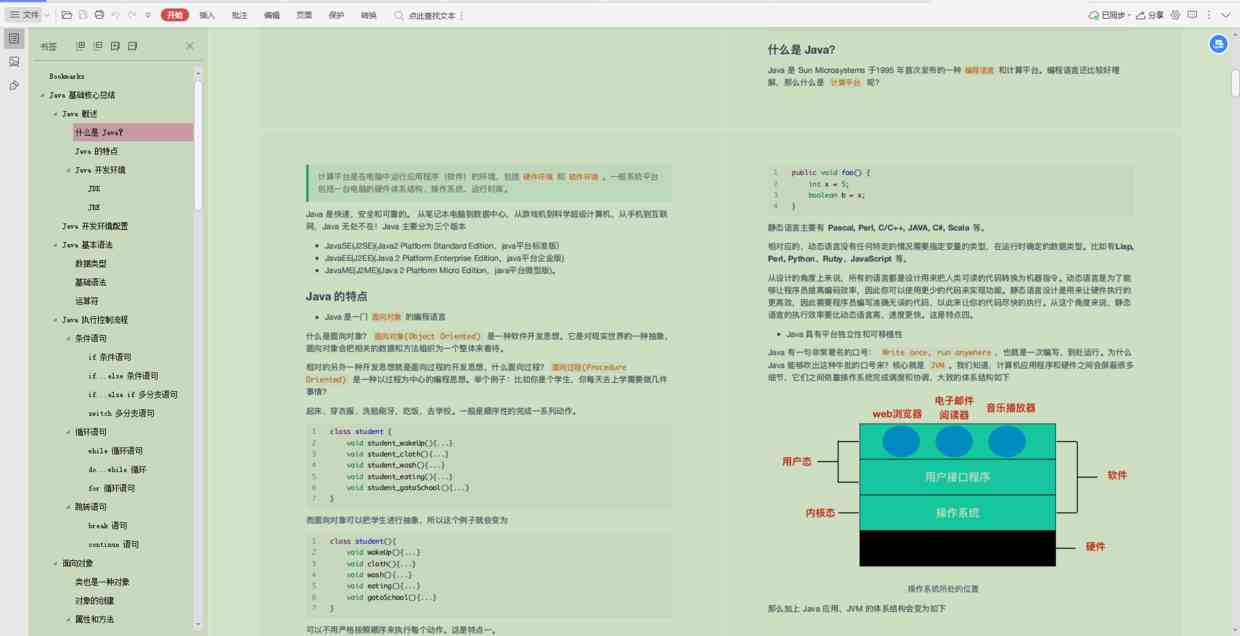 文件
开始
插入
批注
编辑
页面
保护
转换
点此查找文本
已同步
分享
书签
Bookmarks
Java 基础核心总结
Java 概述
什么是 Java?
Java 的特点
Java 开发环境
JDK
JRE
Java 开发环境配置
Java 基本语法
数据类型
基础语法
运算符
Java 执行控制流程
条件语句
if 条件语句
if...else 条件语句
if...else if 多分支语句
switch 多分支语句
循环语句
while 循环语句
do...while 循环
for 循环语句
跳转语句
break 语句
continue 语句
面向对象
类也是一种对象
对象的创建
属性和方法
计算平台是在电脑中运行应用程序（软件）的环境，包括 硬件环境 和 软件环境 。一般系统平台
包括一台电脑的硬件体系结构、操作系统、运行时库。
Java 是快速，安全和可靠的。 从笔记本电脑到数据中心，从游戏机到科学超级计算机，从手机到互联
网，Java 无处不在！Java 主要分为三个版本
JavaSE(J2SE)(Java2 Platform Standard Edition，java平台标准版)
JavaEE(J2EE)(Java 2 Platform,Enterprise Edition，java平台企业版)
JavaME(J2ME)(Java 2 Platform Micro Edition，java平台微型版)。
Java 的特点
Java 是一门 面向对象 的编程语言
什么是面向对象？ 面向对象(Object Oriented) 是一种软件开发思想。它是对现实世界的一种抽象，
面向对象会把相关的数据和方法组织为一个整体来看待。
相对的另外一种开发思想就是面向过程的开发思想，什么面向过程？ 面向过程(Procedure
Oriented) 是一种以过程为中心的编程思想。举个例子：比如你是个学生，你每天去上学需要做几件
事情？
起床、穿衣服、洗脸刷牙，吃饭，去学校。一般是顺序性的完成一系列动作。
1 class student {
2 void student_wakeUp(){...}
3 void student_cloth(){...}
4 void student_wash(){...}
5 void student_eating(){...}
6 void student_gotoSchool(){...}
7 }
而面向对象可以把学生进行抽象，所以这个例子就会变为
1 class student(){
2 void wakeUp(){...}
3 void cloth(){...}
4 void wash(){...}
5 void eating(){...}
6 void gotoSchool(){...}
7 }
可以不用严格按照顺序来执行每个动作。这是特点一。
什么是 Java?
Java 是 Sun Microsystems 于1995 年首次发布的一种 编程语言 和计算平台。编程语言还比较好理
解，那么什么是 计算平台 呢？
1 public void foo() {
2 int x = 5;
3 boolean b = x;
4 }
静态语言主要有 Pascal, Perl, C/C++, JAVA, C#, Scala 等。
相对应的，动态语言没有任何特定的情况需要指定变量的类型，在运行时确定的数据类型。比如有Lisp,
Perl, Python、Ruby、JavaScript 等。
从设计的角度上来说，所有的语言都是设计用来把人类可读的代码转换为机器指令。动态语言是为了能
够让程序员提高编码效率，因此你可以使用更少的代码来实现功能。静态语言设计是用来让硬件执行的
更高效，因此需要程序员编写准确无误的代码，以此来让你的代码尽快的执行。从这个角度来说，静态
语言的执行效率要比动态语言高，速度更快。这是特点四。
Java 具有平台独立性和可移植性
Java 有一句非常著名的口号： Write once, run anywhere ，也就是一次编写、到处运行。为什么
Java 能够吹出这种牛批的口号来？核心就是 JVM 。我们知道，计算机应用程序和硬件之间会屏蔽很多
细节，它们之间依靠操作系统完成调度和协调，大致的体系结构如下
web浏览器
电子邮件
阅读器
音乐播放器
用户态
用户接口程序
软件
内核态
操作系统
硬件
操作系统所处的位置
那么加上 Java 应用、JVM 的体系结构会变为如下